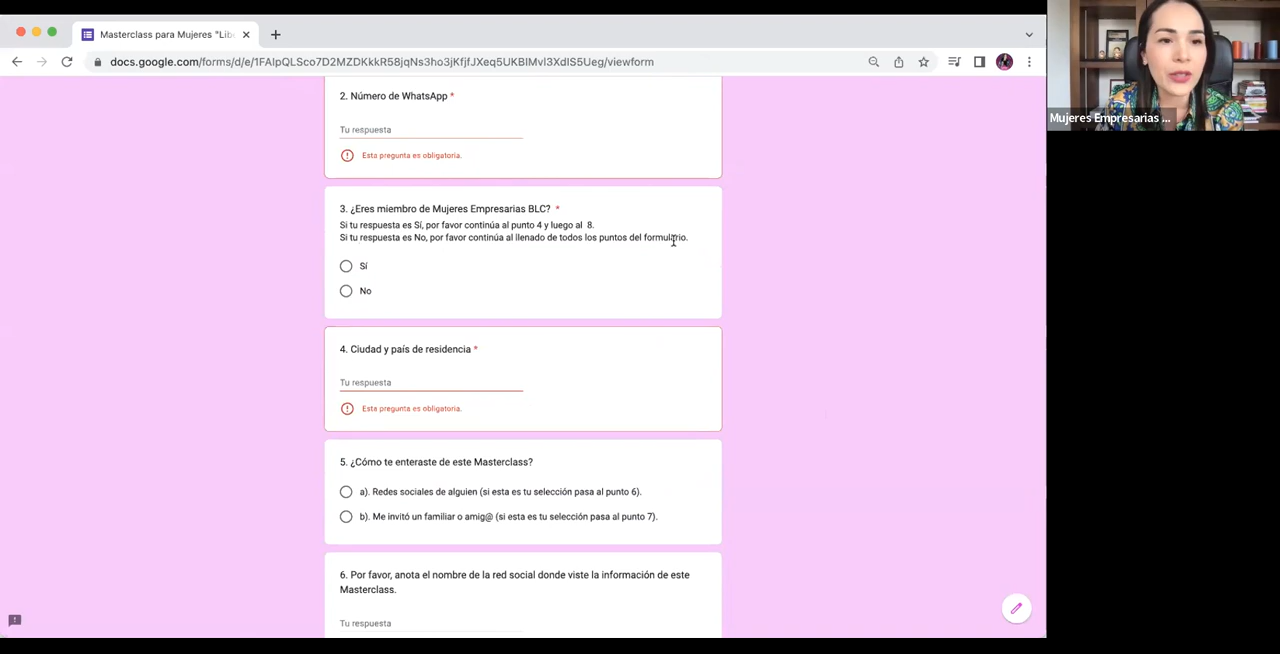 Masterclass para Mujeres "Lib
docs.google.com/forms/d/e/1FAIpQLSco7D2MZDKkkR58jqNs3ho3jKfjfJXeq5UKBlMvl3XdIS5Ueg/viewform
Mujeres Empresarias ...
2. Número de WhatsApp *
Tu respuesta
Esta pregunta es obligatoria.
3. ¿Eres miembro de Mujeres Empresarias BLC? *
Si tu respuesta es Sí, por favor continúa al punto 4 y luego al 8.
Si tu respuesta es No, por favor continúa al llenado de todos los puntos del formulario.
Sí
No
4. Ciudad y país de residencia *
Tu respuesta
Esta pregunta es obligatoria.
5. ¿Cómo te enteraste de este Masterclass?
a). Redes sociales de alguien (si esta es tu selección pasa al punto 6).
b). Me invitó un familiar o amig@ (si esta es tu selección pasa al punto 7).
6. Por favor, anota el nombre de la red social donde viste la información de este
Masterclass.
Tu respuesta